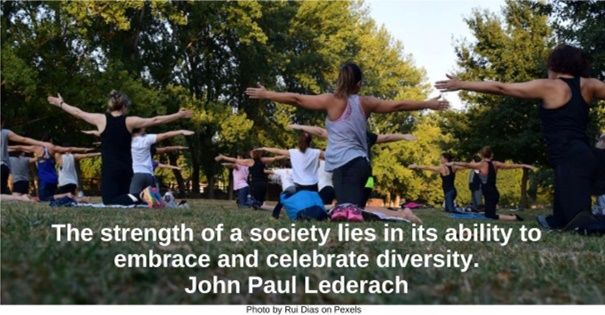 The strength of a society lies in its ability to
embrace and celebrate diversity.
John Paul Lederach
Photo by Rui Dias on Pexels